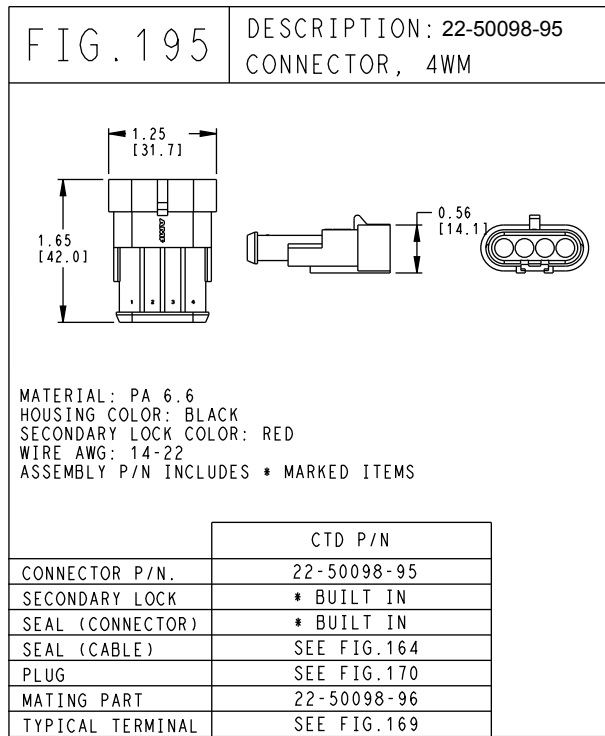 FIG.195
DESCRIPTION: 22-50098-95
CONNECTOR, 4WM
1.25
[31.7]
1.65
[42.0]
1 2 3 4
0.56
[14.1]
MATERIAL: PA 6.6
HOUSING COLOR: BLACK
SECONDARY LOCK COLOR: RED
WIRE AWG: 14-22
ASSEMBLY P/N INCLUDES * MARKED ITEMS
CTD P/N
CONNECTOR P/N. 22-50098-95
SECONDARY LOCK * BUILT IN
SEAL (CONNECTOR) * BUILT IN
SEAL (CABLE) SEE FIG.164
PLUG SEE FIG.170
MATING PART 22-50098-96
TYPICAL TERMINAL SEE FIG.169